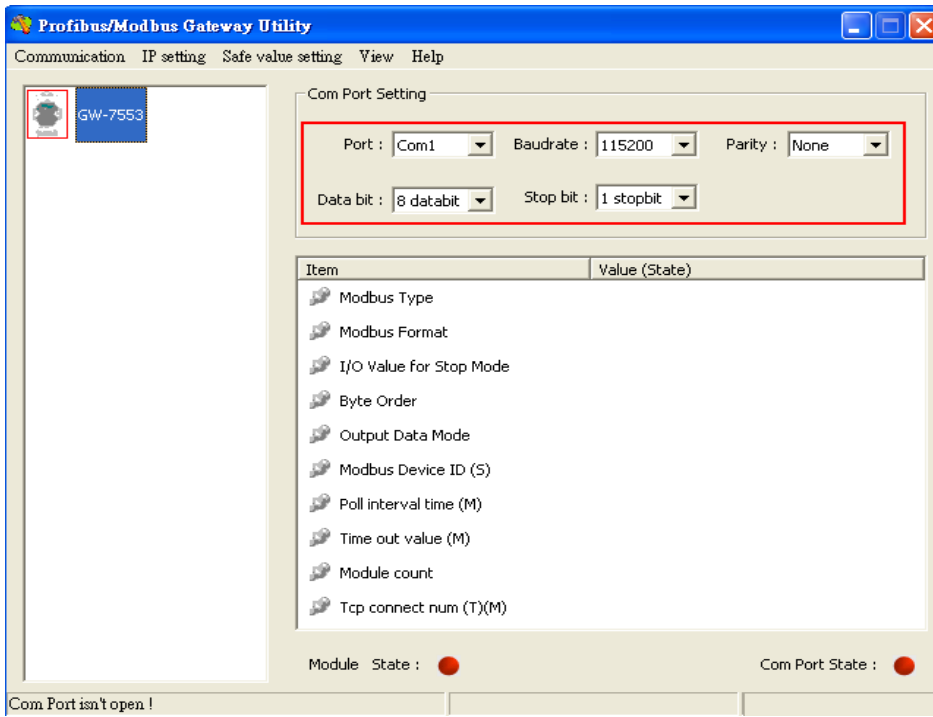 Profibus/Modbus Gateway Utility
Communication IP setting Safe value setting View Help
GW-7553
Com Port Setting
Port : Com1 Baudrate : 115200 Parity : None
Data bit : 8 databit Stop bit : 1 stopbit
Item Value (State)
Modbus Type
Modbus Format
I/O Value for Stop Mode
Byte Order
Output Data Mode
Modbus Device ID (S)
Poll interval time (M)
Time out value (M)
Module count
Tcp connect num (T)(M)
Module State : Com Port State :
Com Port isn't open !